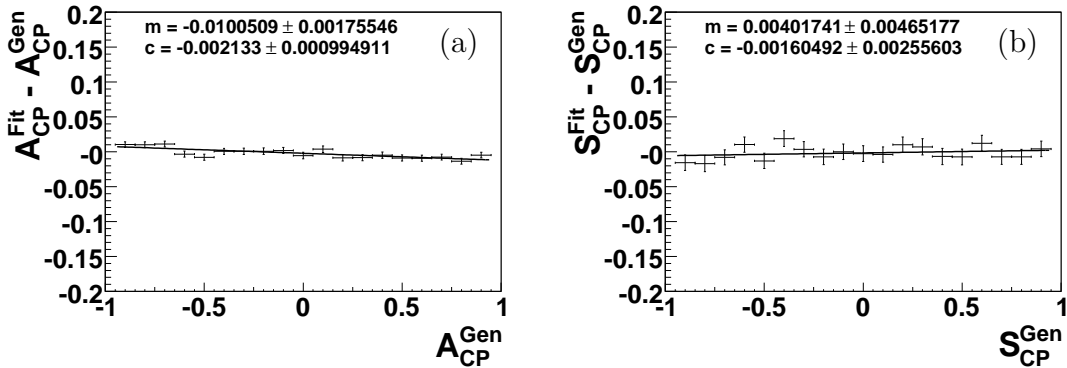 A_CP^Fit - A_CP^Gen
m = -0.0100509 ± 0.00175546
c = -0.002133 ± 0.000994911
(a)
0.2
0.15
0.1
0.05
-0
-0.05
-0.1
-0.15
-0.2
-1 -0.5 0 0.5 1
A_CP^Gen
S_CP^Fit - S_CP^Gen
m = 0.00401741 ± 0.00465177
c = -0.00160492 ± 0.00255603
(b)
0.2
0.15
0.1
0.05
-0
-0.05
-0.1
-0.15
-0.2
-1 -0.5 0 0.5 1
S_CP^Gen